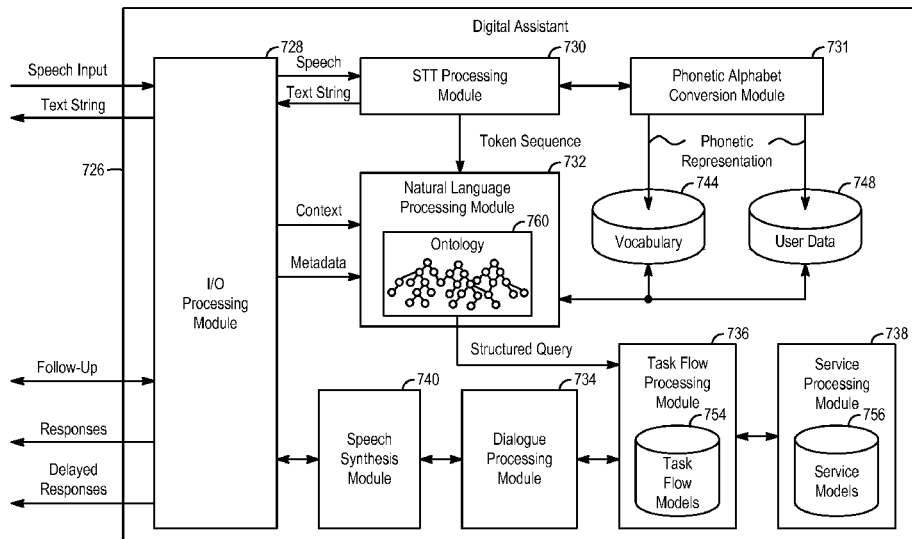 Digital Assistant
728
730
731
Speech Input
Speech
STT Processing
Module
Phonetic Alphabet
Conversion Module
Text String
Text String
Token Sequence
Phonetic
Representation
726
732
744
748
Natural Language
Processing Module
Context
760
Ontology
Vocabulary
User Data
Metadata
I/O
Processing
Module
Structured Query
736
738
Follow-Up
740
734
Task Flow
Processing
Module
Service
Processing
Module
754
756
Responses
Speech
Synthesis
Module
Dialogue
Processing
Module
Task
Flow
Models
Service
Models
Delayed
Responses